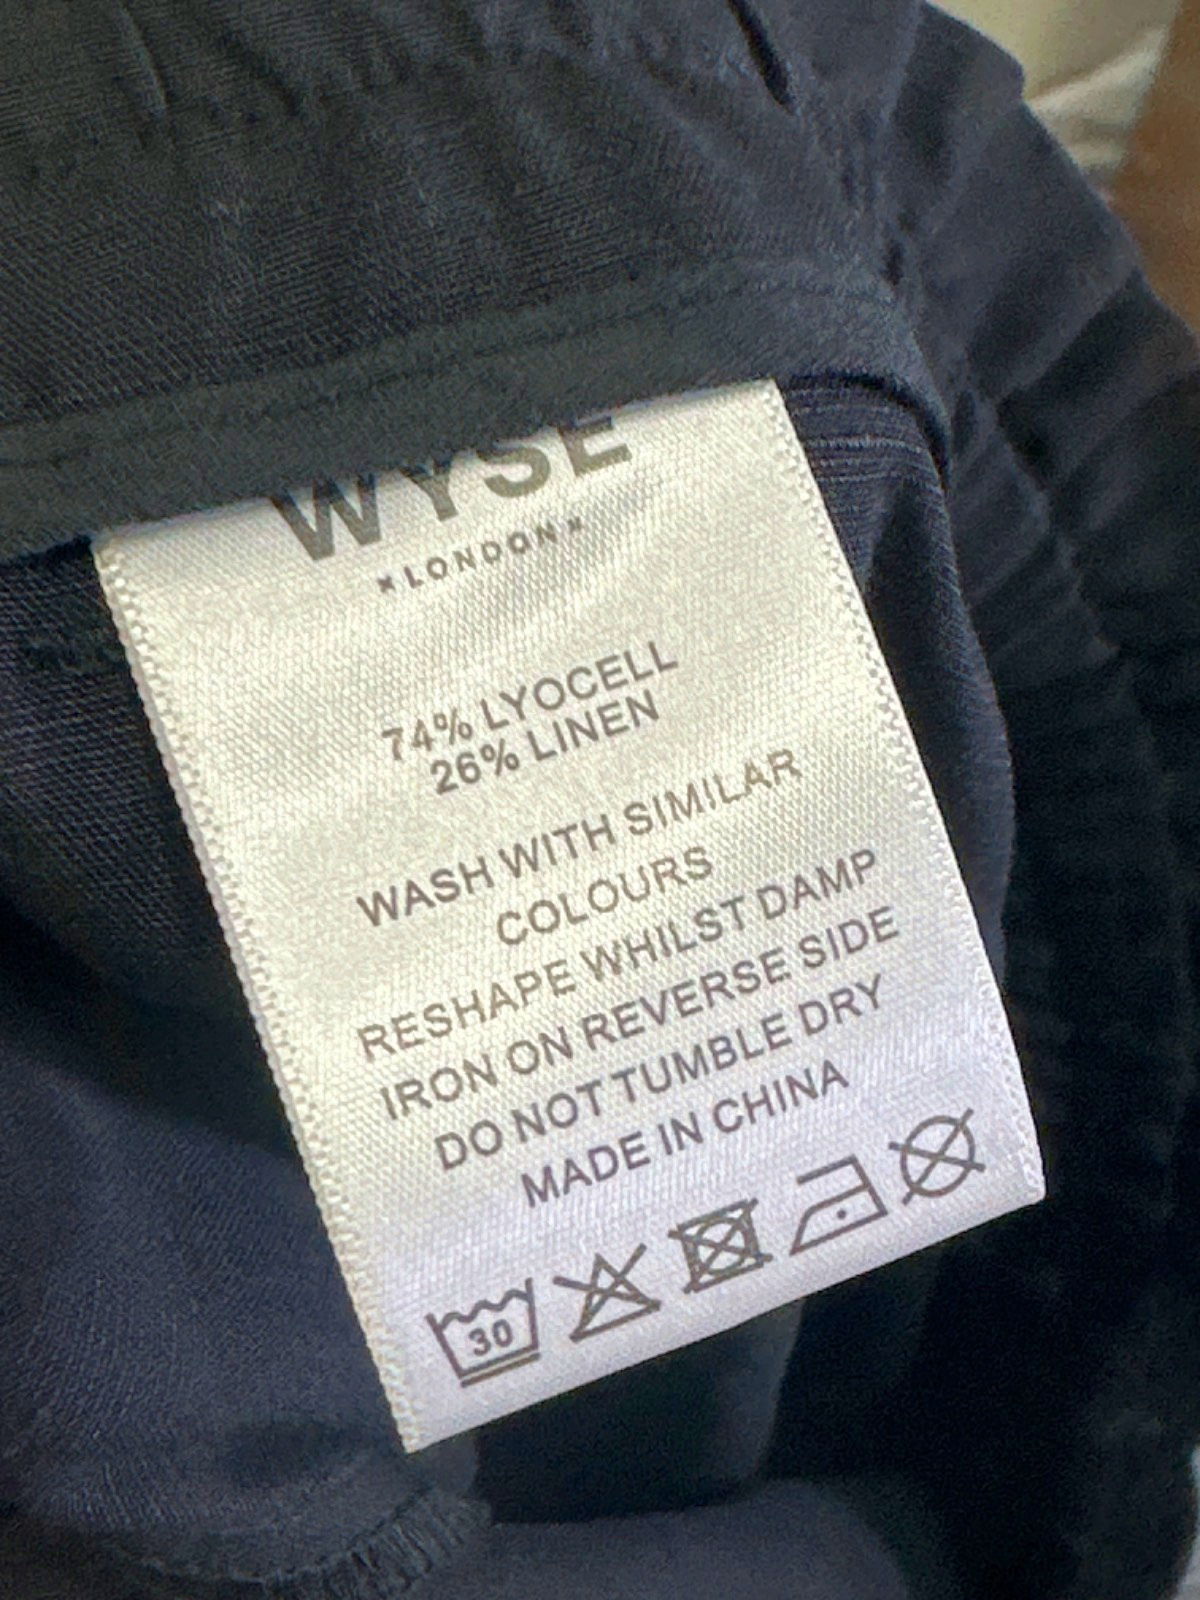 WYSE
LONDON
74% LYOCELL
26% LINEN
WASH WITH SIMILAR
COLOURS
RESHAPE WHILST DAMP
IRON ON REVERSE SIDE
DO NOT TUMBLE DRY
MADE IN CHINA
30